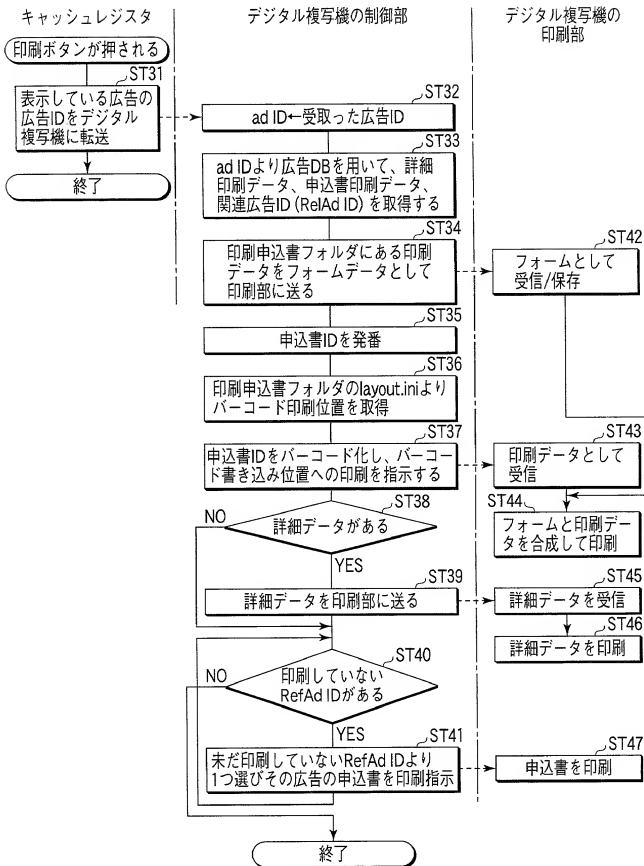 キャッシュレジスタ
デジタル複写機の制御部
デジタル複写機の
印刷部
印刷ボタンが押される
ST31
表示している広告の
広告IDをデジタル
複写機に転送
終了
ST32
ad ID←受取った広告ID
ST33
ad IDより広告DBを用いて、詳細
印刷データ、申込書印刷データ、
関連広告ID(RelAd ID)を取得する
ST34
印刷申込書フォルダにある印刷
データをフォームデータとして
印刷部に送る
ST42
フォームとして
受信/保存
ST35
申込書IDを発番
ST36
印刷申込書フォルダのlayout.iniより
バーコード印刷位置を取得
ST37
申込書IDをバーコード化し、バーコー
ド書き込み位置への印刷を指示する
ST43
印刷データとして
受信
ST38
詳細データがある
NO
YES
ST44
フォームと印刷デー
タを合成して印刷
ST39
詳細データを印刷部に送る
ST45
詳細データを受信
ST46
詳細データを印刷
ST40
印刷していない
RefAd IDがある
NO
YES
ST41
未だ印刷していないRefAd IDより
1つ選びその広告の申込書を印刷指示
ST47
申込書を印刷
終了